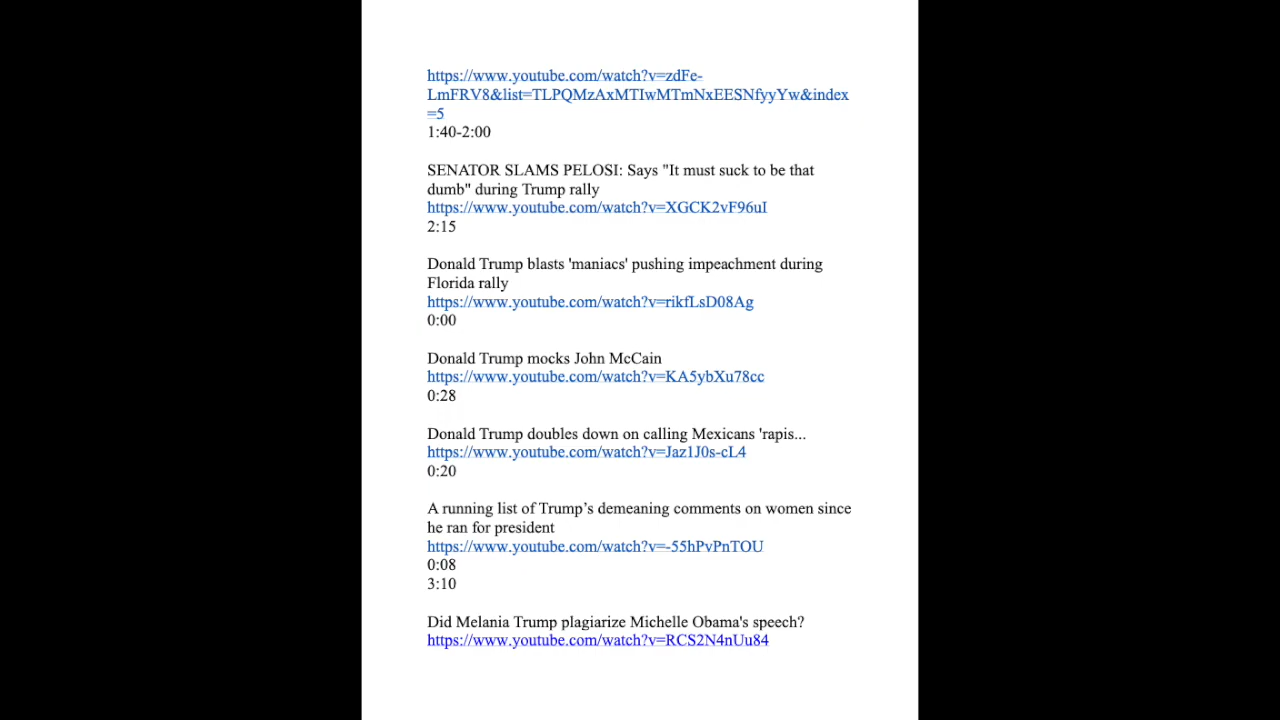 https://www.youtube.com/watch?v=zdFe-
LmFRV8&list=TLPQMzAxMTIwMTmNxEESNfyyYw&index
=5
1:40-2:00
SENATOR SLAMS PELOSI: Says "It must suck to be that
dumb" during Trump rally
https://www.youtube.com/watch?v=XGCK2vF96uI
2:15
Donald Trump blasts 'maniacs' pushing impeachment during
Florida rally
https://www.youtube.com/watch?v=rikfLsD08Ag
0:00
Donald Trump mocks John McCain
https://www.youtube.com/watch?v=KA5ybXu78cc
0:28
Donald Trump doubles down on calling Mexicans 'rapis...
https://www.youtube.com/watch?v=Jaz1J0s-cL4
0:20
A running list of Trump’s demeaning comments on women since
he ran for president
https://www.youtube.com/watch?v=-55hPvPnTOU
0:08
3:10
Did Melania Trump plagiarize Michelle Obama's speech?
https://www.youtube.com/watch?v=RCS2N4nUu84